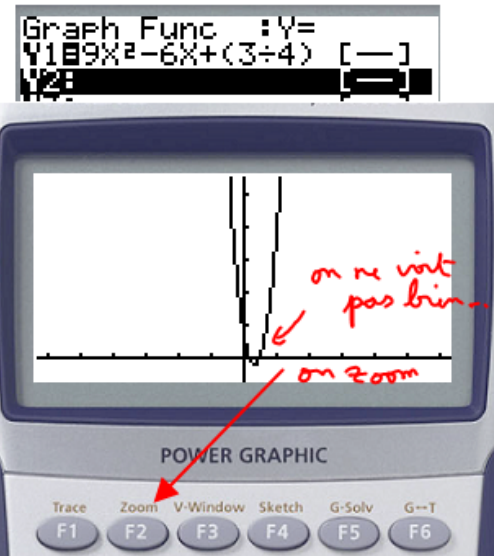 Graph Func :Y=
Y1=9X²-6X+(3÷4) [—]
Y2: [—]
on ne voit
pas bien...
on zoom
POWER GRAPHIC
Trace Zoom V-Window Sketch G-Solv G↔T
F1 F2 F3 F4 F5 F6